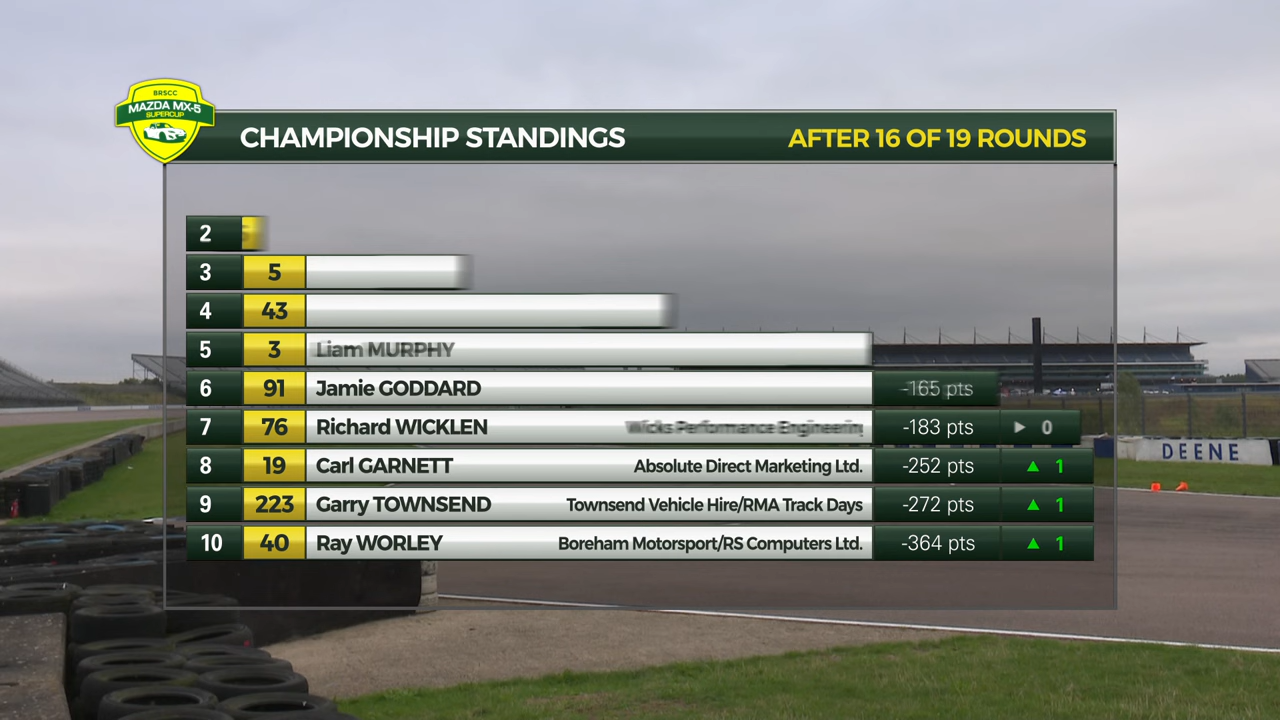 BRSCC
MAZDA MX-5
SUPERCUP
CHAMPIONSHIP STANDINGS AFTER 16 OF 19 ROUNDS
2
3 5
4 43
5 3 Liam MURPHY
6 91 Jamie GODDARD -165 pts
7 76 Richard WICKLEN Wicks Performance Engineerin -183 pts ▶ 0
8 19 Carl GARNETT Absolute Direct Marketing Ltd. -252 pts ▲ 1
9 223 Garry TOWNSEND Townsend Vehicle Hire/RMA Track Days -272 pts ▲ 1
10 40 Ray WORLEY Boreham Motorsport/RS Computers Ltd. -364 pts ▲ 1
DEENE